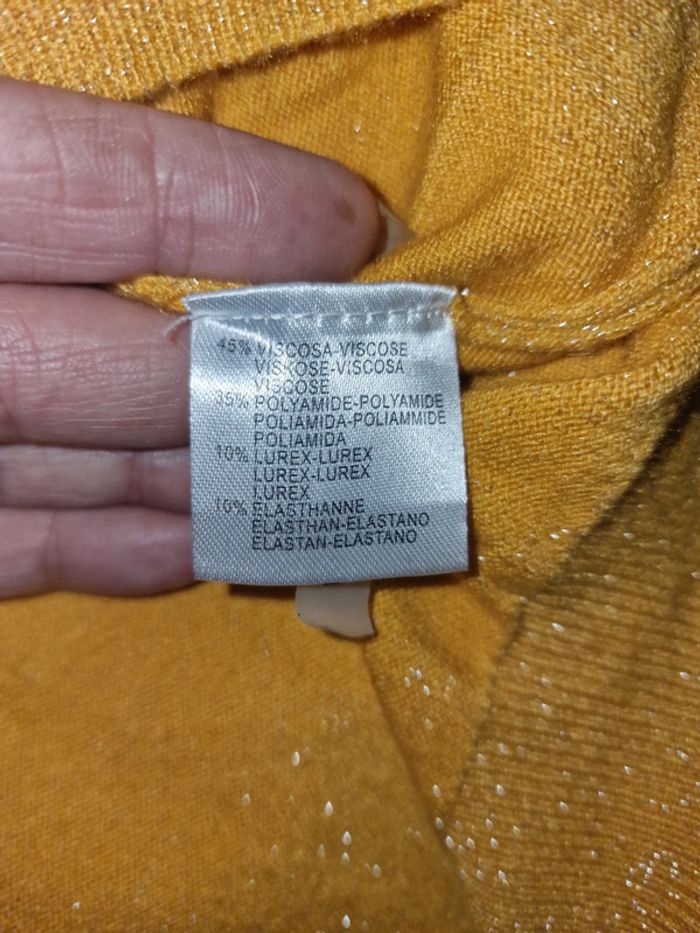 45% VISCOSA-VISCOSE
VISKOSE-VISCOSA
VISCOSE
35% POLYAMIDE-POLYAMIDE
POLIAMIDA-POLIAMMIDE
POLIAMIDA
10% LUREX-LUREX
LUREX-LUREX
LUREX
10% ELASTHANNE
ELASTHAN-ELASTANO
ELASTAN-ELASTANO